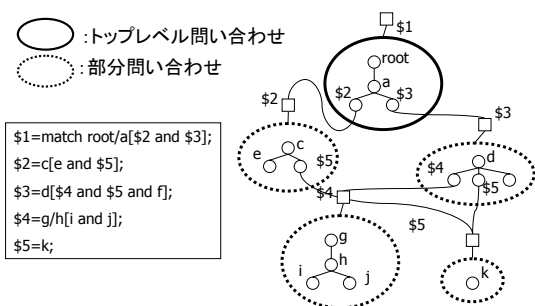 :トップレベル問い合わせ
:部分問い合わせ
$1
root
a
$2
$3
$2
$3
c
e
$5
d
$4
$5
$1=match root/a[$2 and $3];
$2=c[e and $5];
$3=d[$4 and $5 and f];
$4=g/h[i and j];
$5=k;
$4
$5
g
h
i
j
k